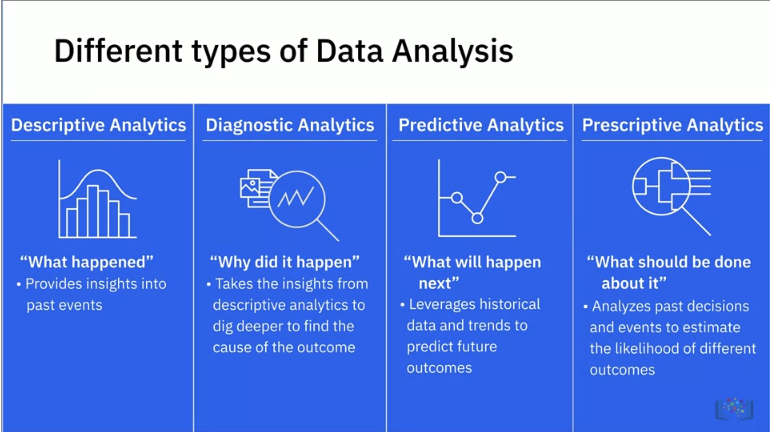 Different types of Data Analysis
Descriptive Analytics
“What happened”
• Provides insights into
past events
Diagnostic Analytics
“Why did it happen”
• Takes the insights from
descriptive analytics to
dig deeper to find the
cause of the outcome
Predictive Analytics
“What will happen
next”
• Leverages historical
data and trends to
predict future
outcomes
Prescriptive Analytics
“What should be done
about it”
• Analyzes past decisions
and events to estimate
the likelihood of different
outcomes